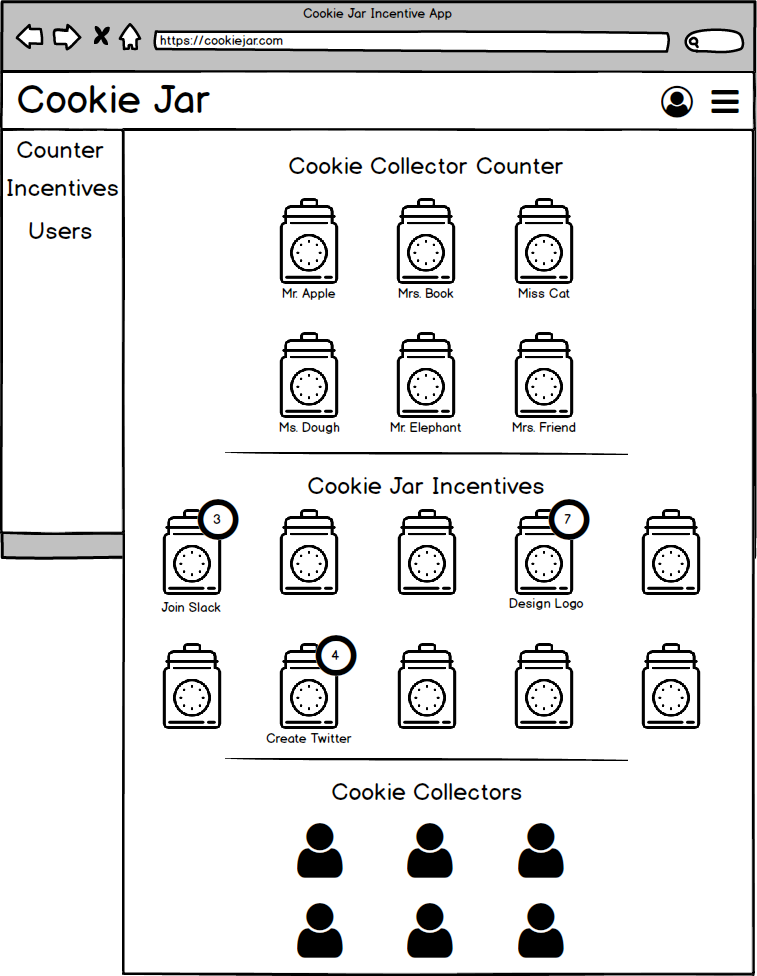 Cookie Jar Incentive App
https://cookiejar.com
Cookie Jar
Counter
Incentives
Users
Cookie Collector Counter
Mr. Apple Mrs. Book Miss Cat
Ms. Dough Mr. Elephant Mrs. Friend
Cookie Jar Incentives
3 7
Join Slack Design Logo
4
Create Twitter
Cookie Collectors